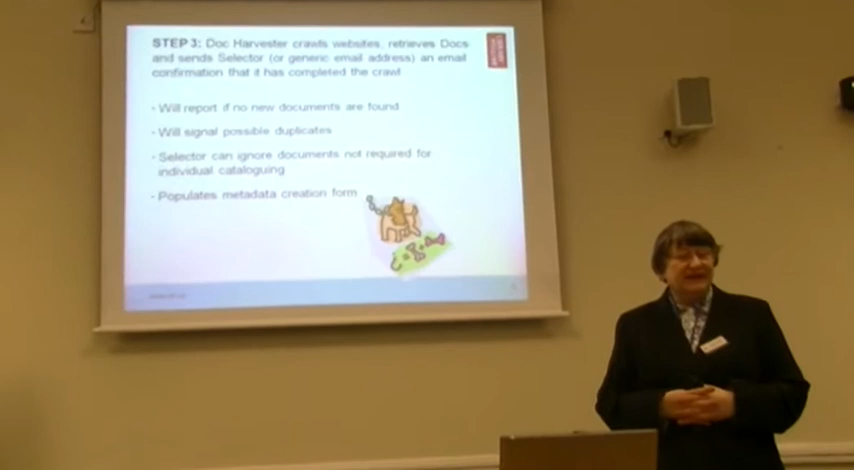 STEP 3: Doc Harvester crawls websites, retrieves Docs
and sends Selector (or generic email address) an email
confirmation that it has completed the crawl
- Will report if no new documents are found
- Will signal possible duplicates
- Selector can ignore documents not required for
individual cataloguing
- Populates metadata creation form